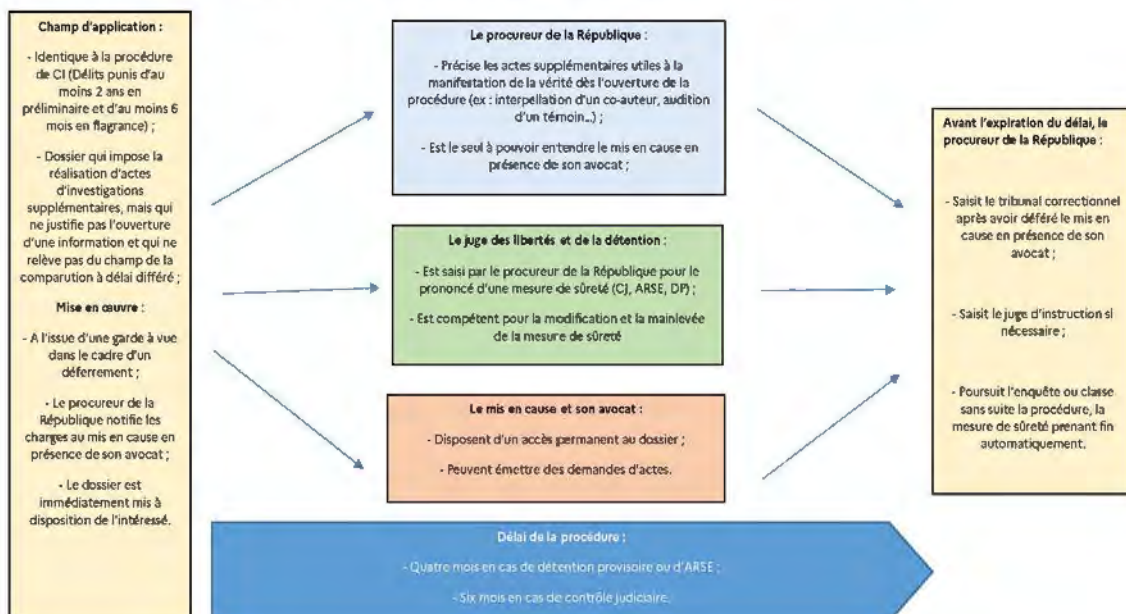 Champ d'application :
- Identique à la procédure
de CI (Délits punis d'au
moins 2 ans en
préliminaire et d'au moins 6
mois en flagrance) ;
- Dossier qui impose la
réalisation d'actes
d'investigations
supplémentaires, mais qui
ne justifie pas l'ouverture
d'une information et qui ne
relève pas du champ de la
comparution à délai différé ;
Mise en œuvre :
- A l'issue d'une garde à vue
dans le cadre d'un
déferrement ;
- Le procureur de la
République notifie les
charges au mis en cause en
présence de son avocat ;
- Le dossier est
immédiatement mis à
disposition de l'intéressé.
Le procureur de la République :
- Précise les actes supplémentaires utiles à la
manifestation de la vérité dès l'ouverture de la
procédure (ex : interpellation d'un co-auteur, audition
d'un témoin...) ;
- Est le seul à pouvoir entendre le mis en cause en
présence de son avocat ;
Le juge des libertés et de la détention :
- Est saisi par le procureur de la République pour le
prononcé d'une mesure de sûreté (CJ, ARSE, DP) ;
- Est compétent pour la modification et la mainlevée
de la mesure de sûreté
Le mis en cause et son avocat :
- Disposent d'un accès permanent au dossier ;
- Peuvent émettre des demandes d'actes.
Délai de la procédure :
- Quatre mois en cas de détention provisoire ou d'ARSE ;
- Six mois en cas de contrôle judiciaire.
Avant l'expiration du délai, le
procureur de la République :
- Saisit le tribunal correctionnel
après avoir déféré le mis en
cause en présence de son
avocat ;
- Saisit le juge d'instruction si
nécessaire ;
- Poursuit l'enquête ou classe
sans suite la procédure, la
mesure de sûreté prenant fin
automatiquement.